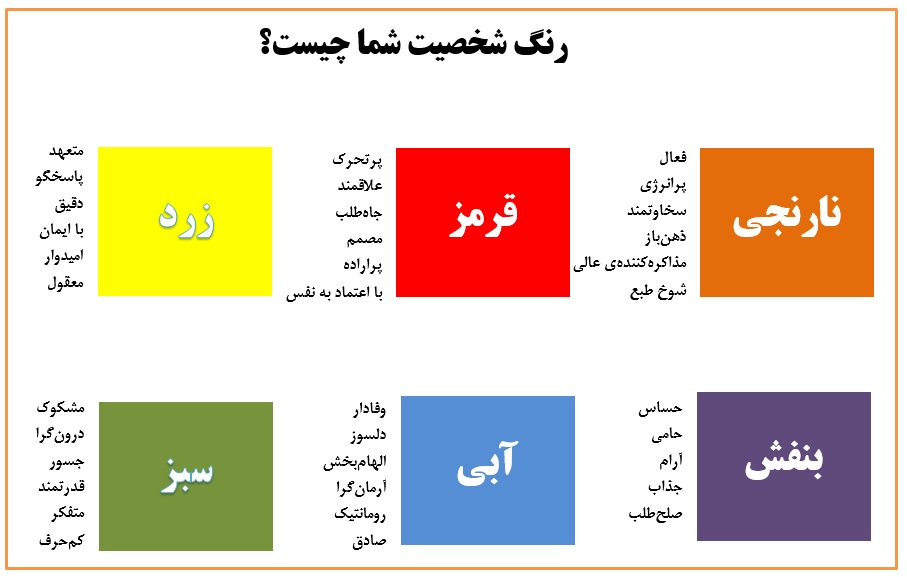 رنگ شخصیت شما چیست؟
نارنجی
فعال
پرانرژی
سخاوتمند
ذهن‌باز
مذاکره‌کننده‌ی عالی
شوخ طبع
قرمز
پرتحرک
علاقمند
جاه‌طلب
مصمم
پراراده
با اعتماد به نفس
زرد
متعهد
پاسخگو
دقیق
با ایمان
امیدوار
معقول
بنفش
حساس
حامی
آرام
جذاب
صلح‌طلب
آبی
وفادار
دلسوز
الهام‌بخش
آرمان‌گرا
رومانتیک
صادق
سبز
مشکوک
درون‌گرا
جسور
قدرتمند
متفکر
کم‌حرف